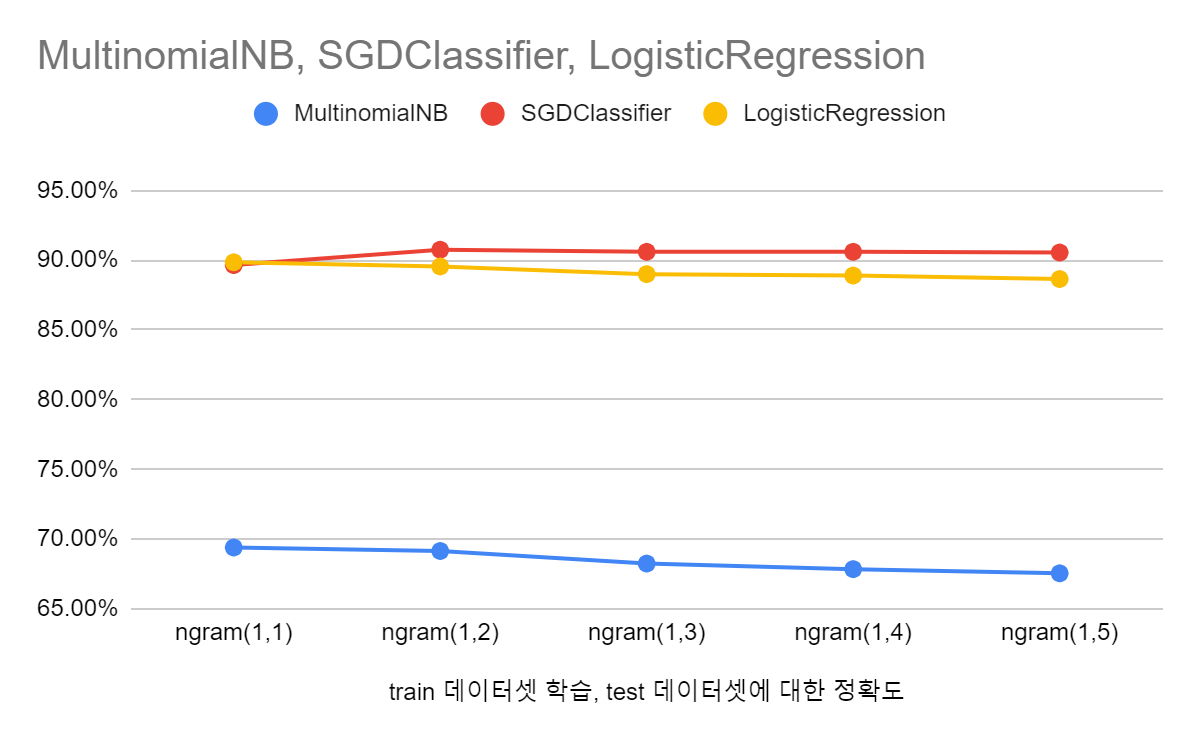 MultinomialNB, SGDClassifier, LogisticRegression
MultinomialNB SGDClassifier LogisticRegression
95.00%
90.00%
85.00%
80.00%
75.00%
70.00%
65.00%
ngram(1,1) ngram(1,2) ngram(1,3) ngram(1,4) ngram(1,5)
train 데이터셋 학습, test 데이터셋에 대한 정확도